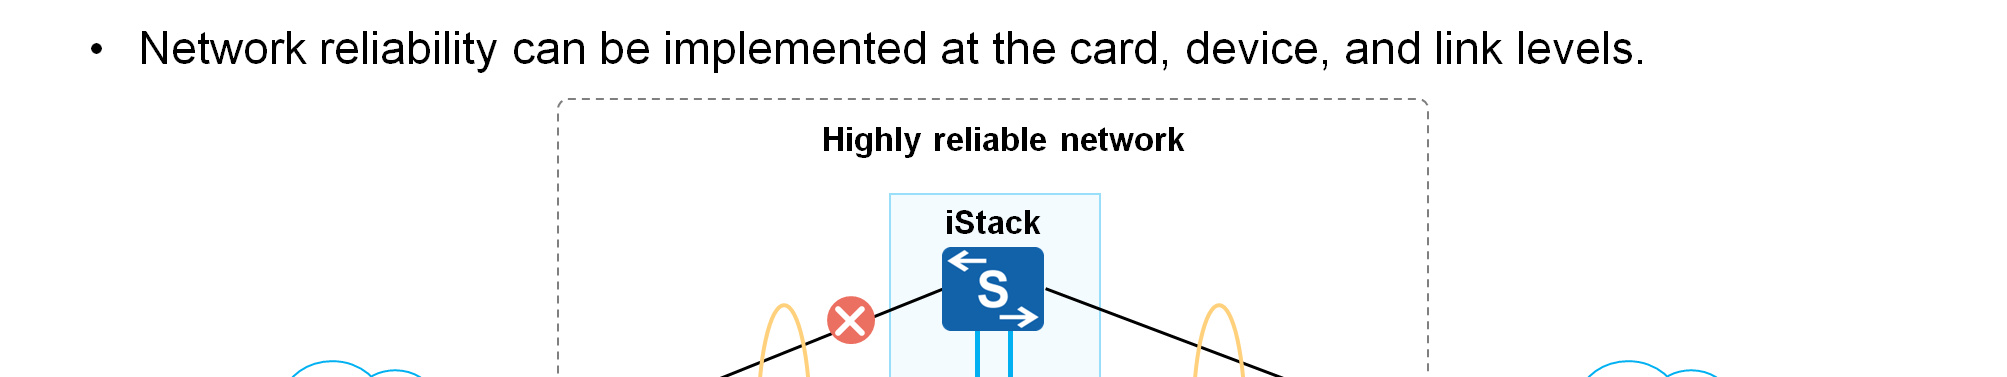 • Network reliability can be implemented at the card, device, and link levels.
Highly reliable network
iStack
S